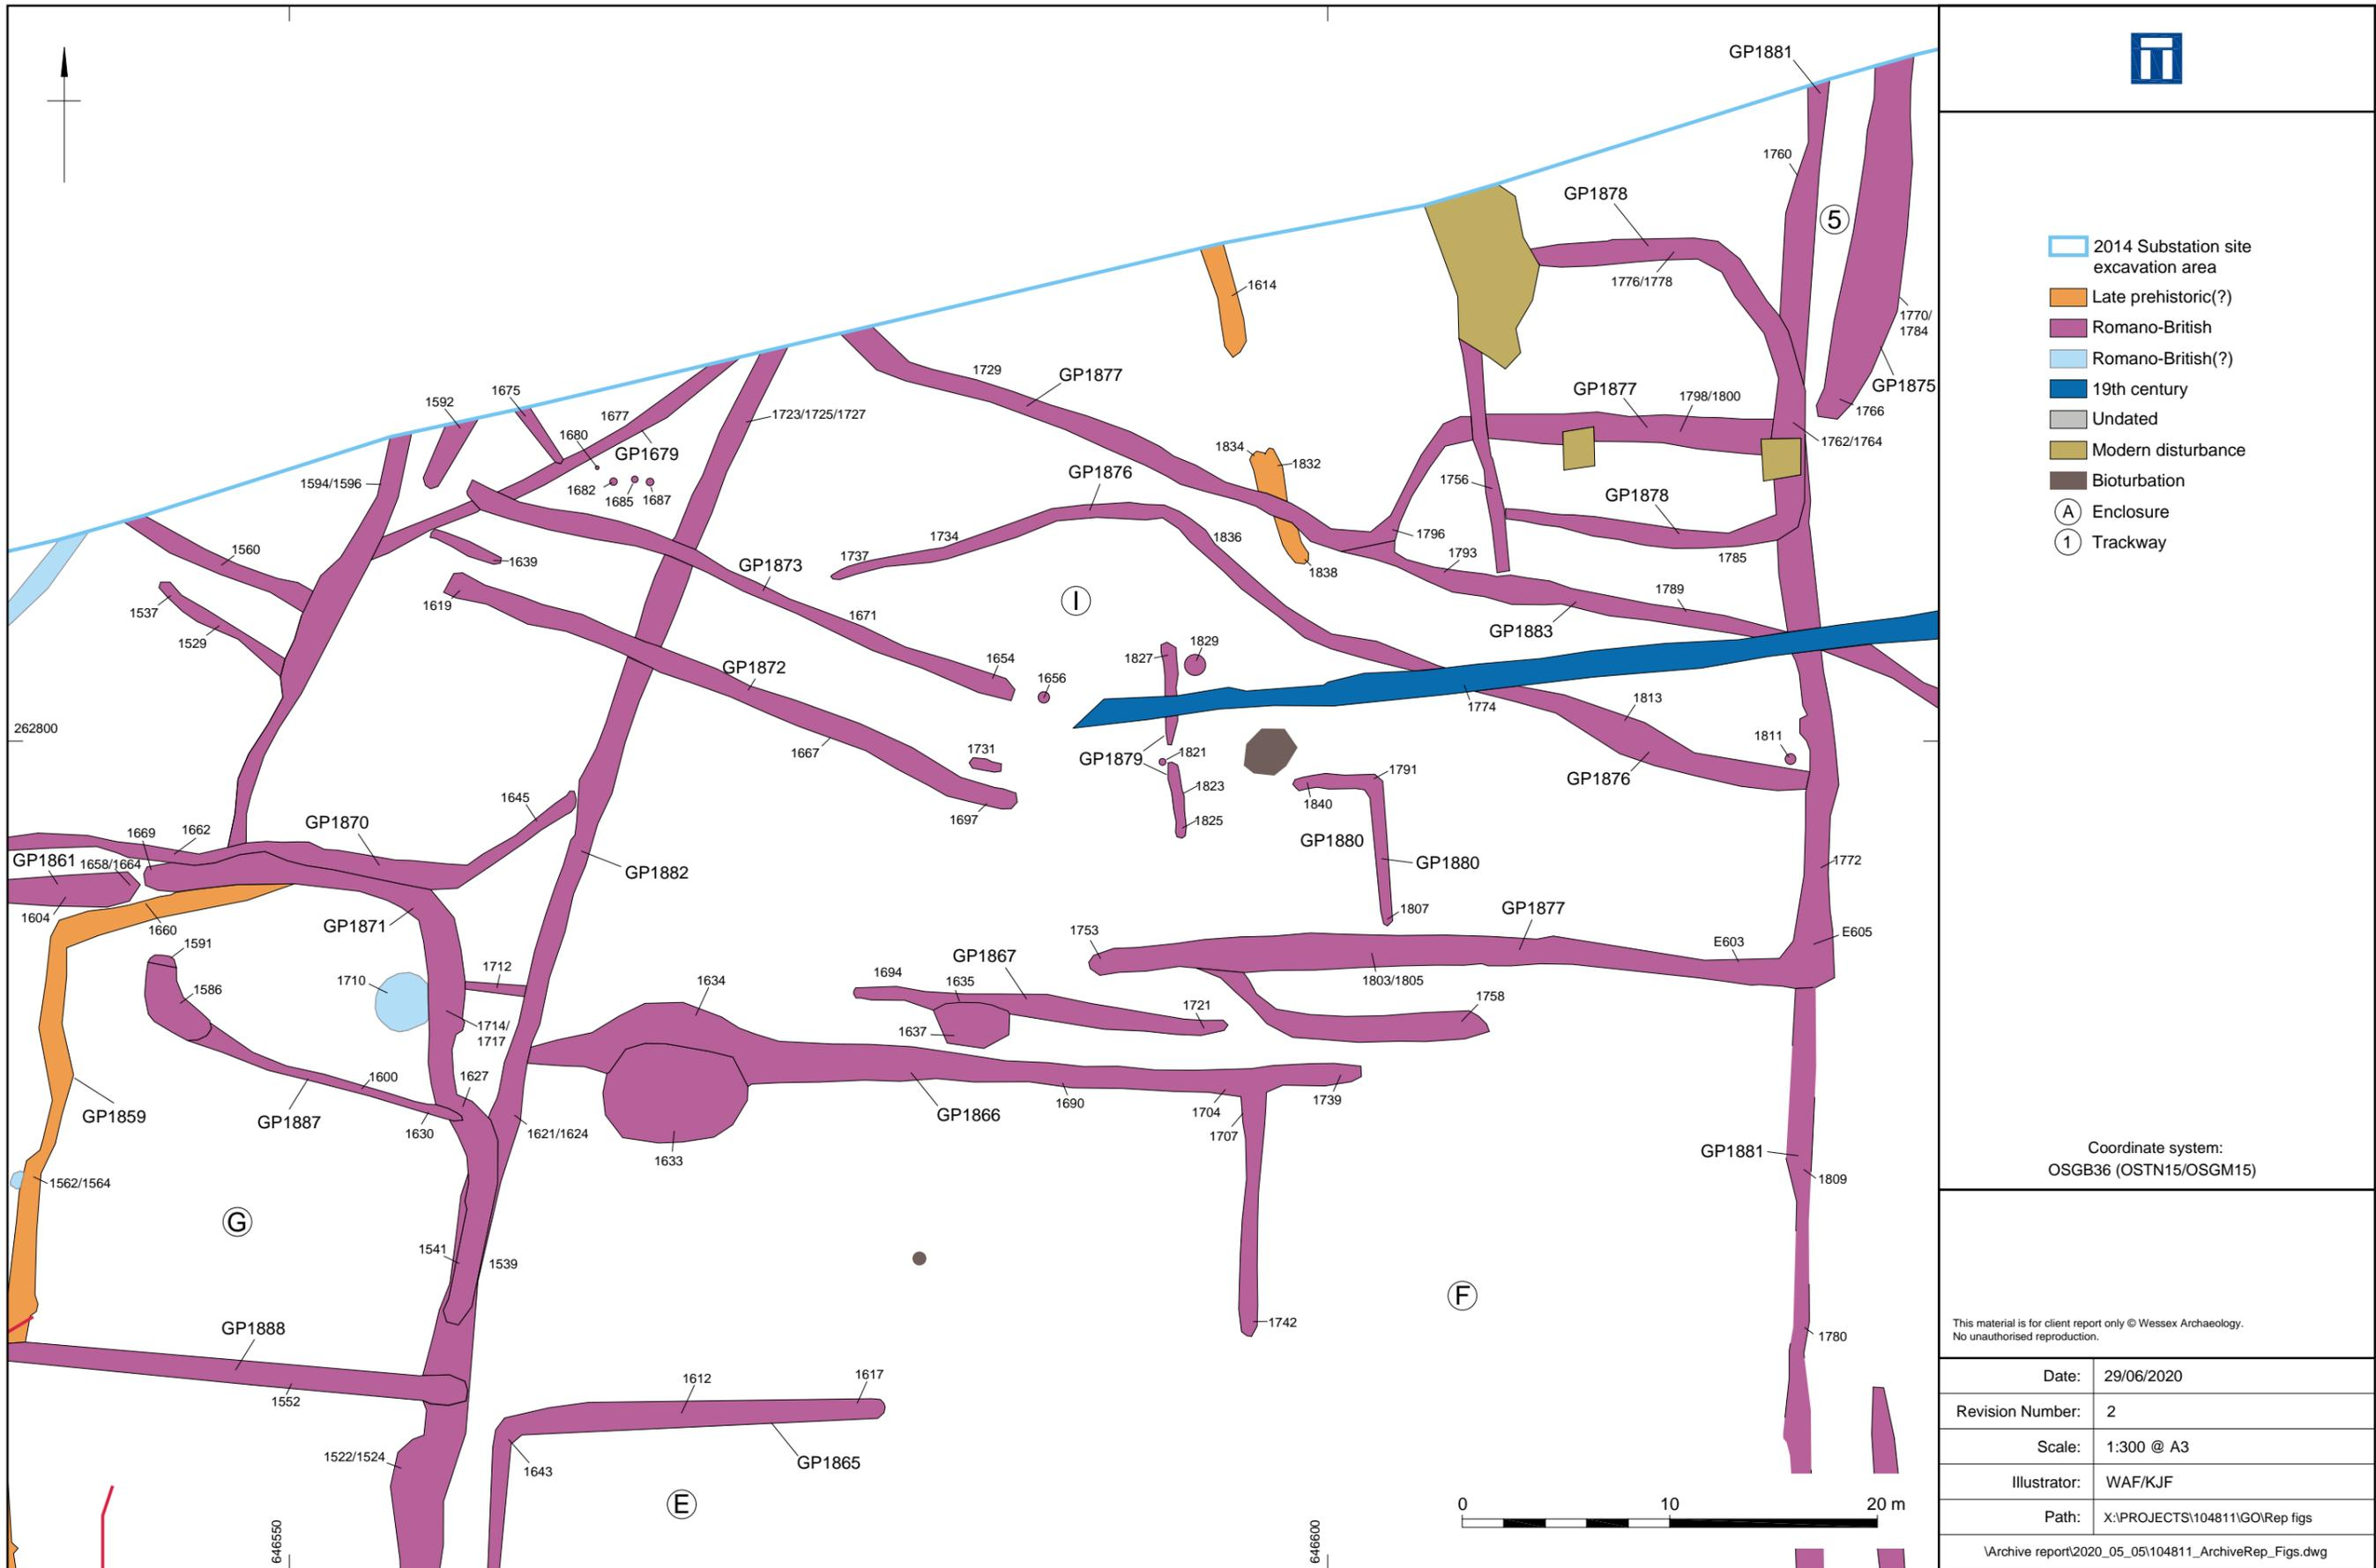 GP1881
1760
5
GP1878
1776/1778
1614
1770/
1784
GP1875
1766
1729
GP1877
GP1877
1798/1800
1762/1764
1675
1592
1677
1680
GP1679
1723/1725/1727
1682
1685
1687
1594/1596
1834
1832
GP1876
1756
GP1878
1734
1737
1836
1796
1793
1785
1838
1560
1639
GP1873
1537
1619
1529
1671
I
1789
GP1883
1654
1656
1827
1829
GP1872
1774
1813
1811
262800
1667
1731
GP1879
1821
1823
1825
1697
1791
1840
GP1876
1645
GP1870
1669
1662
GP1861
1658/1664
GP1882
GP1880
GP1880
1772
1604
1660
GP1871
1807
GP1877
1591
1586
1710
1712
1753
E603
E605
1634
GP1867
1694
1635
1803/1805
1758
1714/
1717
1637
1721
1600
1627
GP1859
GP1887
1630
1621/1624
1633
GP1866
1690
1704
1707
1739
GP1881
1809
1562/1564
G
1541
1539
F
GP1888
1742
1780
1552
1612
1617
1522/1524
1643
GP1865
E
646550
646600
0
10
20 m
2014 Substation site
excavation area
Late prehistoric(?)
Romano-British
Romano-British(?)
19th century
Undated
Modern disturbance
Bioturbation
A Enclosure
1 Trackway
Coordinate system:
OSGB36 (OSTN15/OSGM15)
This material is for client report only © Wessex Archaeology.
No unauthorised reproduction.
Date: 29/06/2020
Revision Number: 2
Scale: 1:300 @ A3
Illustrator: WAF/KJF
Path: X:\PROJECTS\104811\GO\Rep figs
\Archive report\2020_05_05\104811_ArchiveRep_Figs.dwg